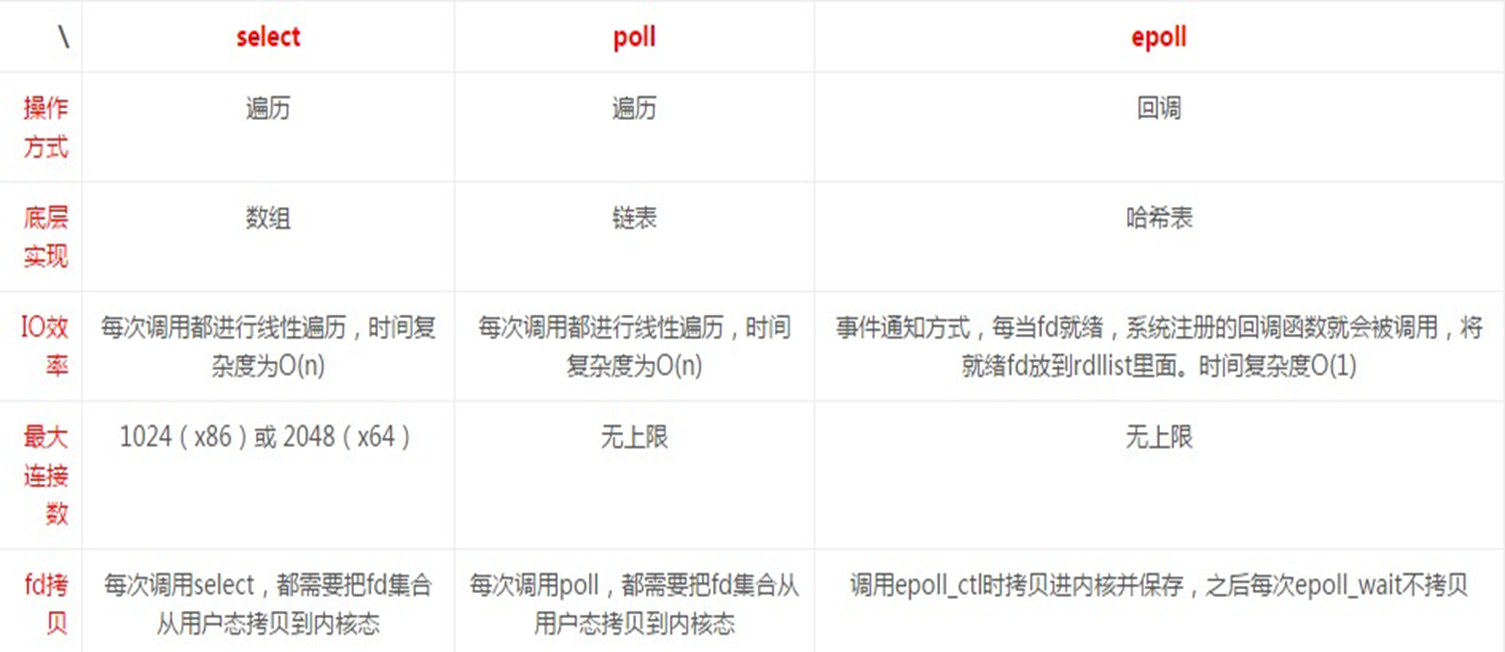 \ select poll epoll
操作 遍历 遍历 回调
方式
底层 数组 链表 哈希表
实现
IO效 每次调用都进行线性遍历，时间复 每次调用都进行线性遍历，时间 事件通知方式，每当fd就绪，系统注册的回调函数就会被调用，将
率 杂度为O(n) 复杂度为O(n) 就绪fd放到rdllist里面。时间复杂度O(1)
最大 1024（x86）或 2048（x64） 无上限 无上限
连接
数
fd拷 每次调用select，都需要把fd集合 每次调用poll，都需要把fd集合从 调用epoll_ctl时拷贝进内核并保存，之后每次epoll_wait不拷贝
贝 从用户态拷贝到内核态 用户态拷贝到内核态